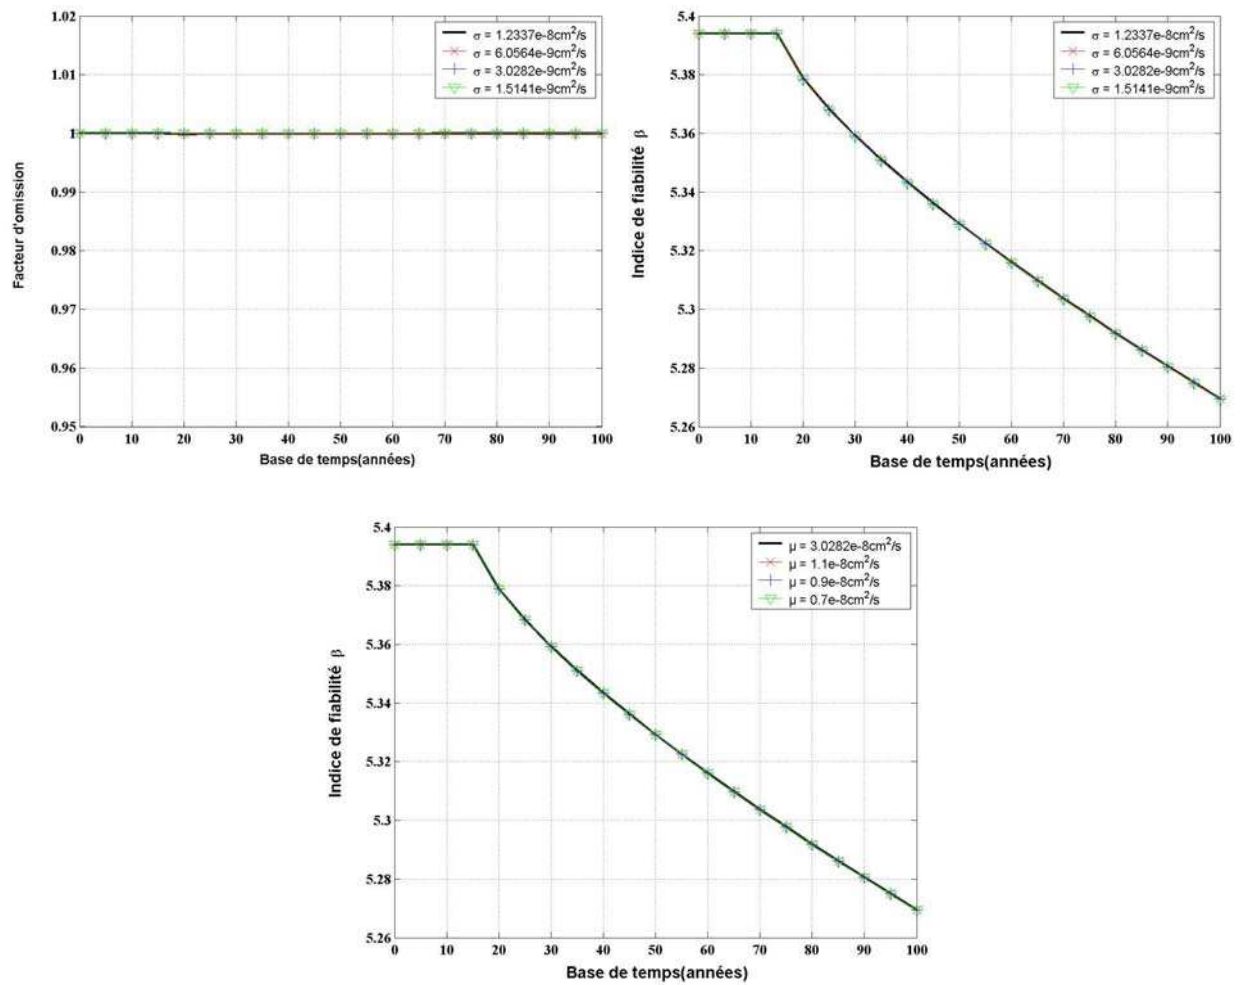 1.02
1.01
1
0.99
0.98
0.97
0.96
0.95
0 10 20 30 40 50 60 70 80 90 100
Facteur d'omission
Base de temps(années)
σ = 1.2337e-8cm²/s
σ = 6.0564e-9cm²/s
σ = 3.0282e-9cm²/s
σ = 1.5141e-9cm²/s
5.4
5.38
5.36
5.34
5.32
5.3
5.28
5.26
0 10 20 30 40 50 60 70 80 90 100
Indice de fiabilité β
Base de temps(années)
σ = 1.2337e-8cm²/s
σ = 6.0564e-9cm²/s
σ = 3.0282e-9cm²/s
σ = 1.5141e-9cm²/s
5.4
5.38
5.36
5.34
5.32
5.3
5.28
5.26
0 10 20 30 40 50 60 70 80 90 100
Indice de fiabilité β
Base de temps(années)
μ = 3.0282e-8cm²/s
μ = 1.1e-8cm²/s
μ = 0.9e-8cm²/s
μ = 0.7e-8cm²/s